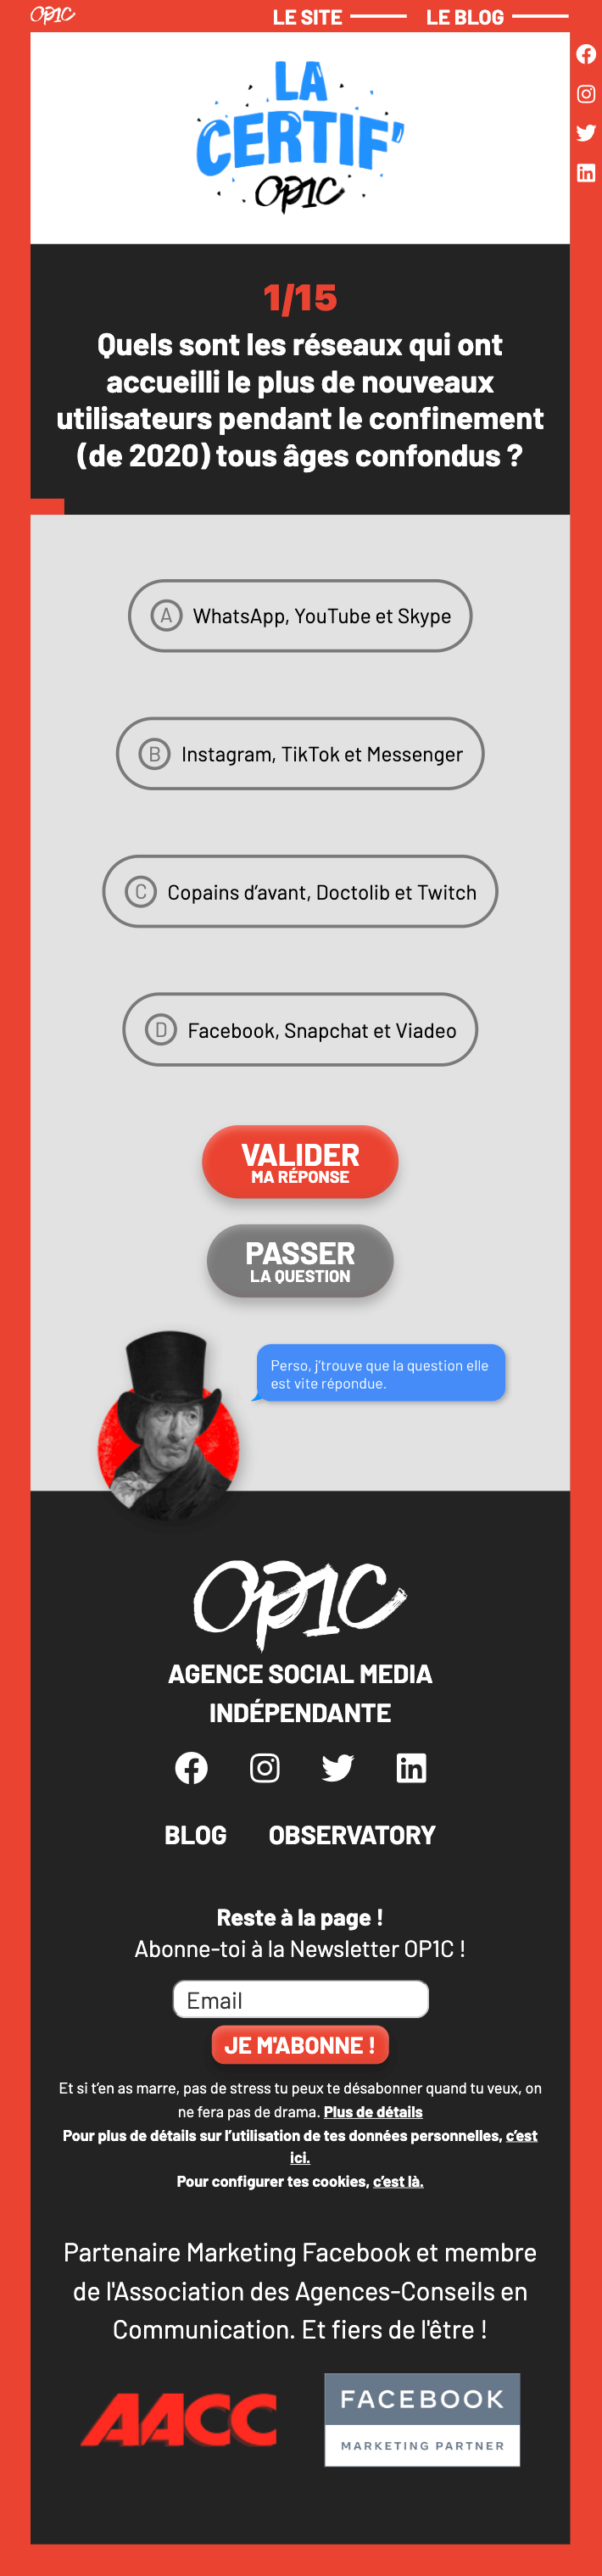 OP1C
LE SITE
LE BLOG
LA
CERTIF'
OP1C
1/15
Quels sont les réseaux qui ont
accueilli le plus de nouveaux
utilisateurs pendant le confinement
(de 2020) tous âges confondus ?
A WhatsApp, YouTube et Skype
B Instagram, TikTok et Messenger
C Copains d’avant, Doctolib et Twitch
D Facebook, Snapchat et Viadeo
VALIDER
MA RÉPONSE
PASSER
LA QUESTION
Perso, j’trouve que la question elle
est vite répondue.
OP1C
AGENCE SOCIAL MEDIA
INDÉPENDANTE
BLOG OBSERVATORY
Reste à la page !
Abonne-toi à la Newsletter OP1C !
Email
JE M'ABONNE !
Et si t’en as marre, pas de stress tu peux te désabonner quand tu veux, on
ne fera pas de drama. Plus de détails
Pour plus de détails sur l’utilisation de tes données personnelles, c’est
ici.
Pour configurer tes cookies, c’est là.
Partenaire Marketing Facebook et membre
de l'Association des Agences-Conseils en
Communication. Et fiers de l'être !
AACC
FACEBOOK
MARKETING PARTNER